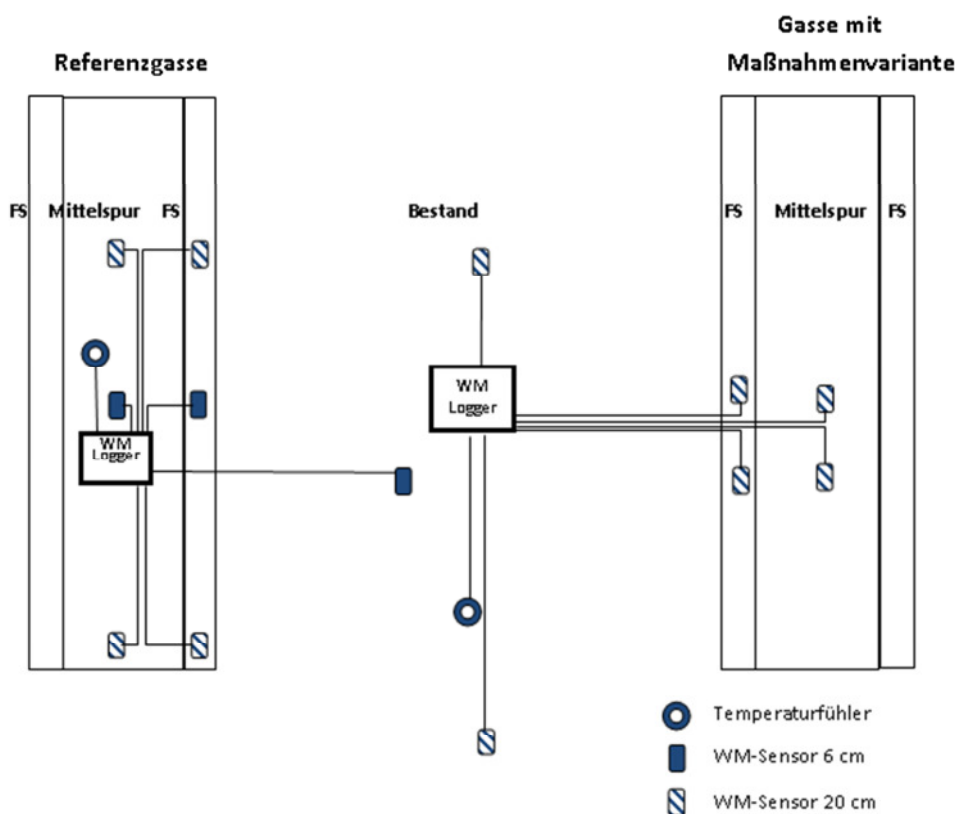 Gasse mit
Maßnahmenvariante
Referenzgasse
FS Mittelspur FS
Bestand
FS Mittelspur FS
WM
Logger
WM
Logger
Temperaturfühler
WM-Sensor 6 cm
WM-Sensor 20 cm